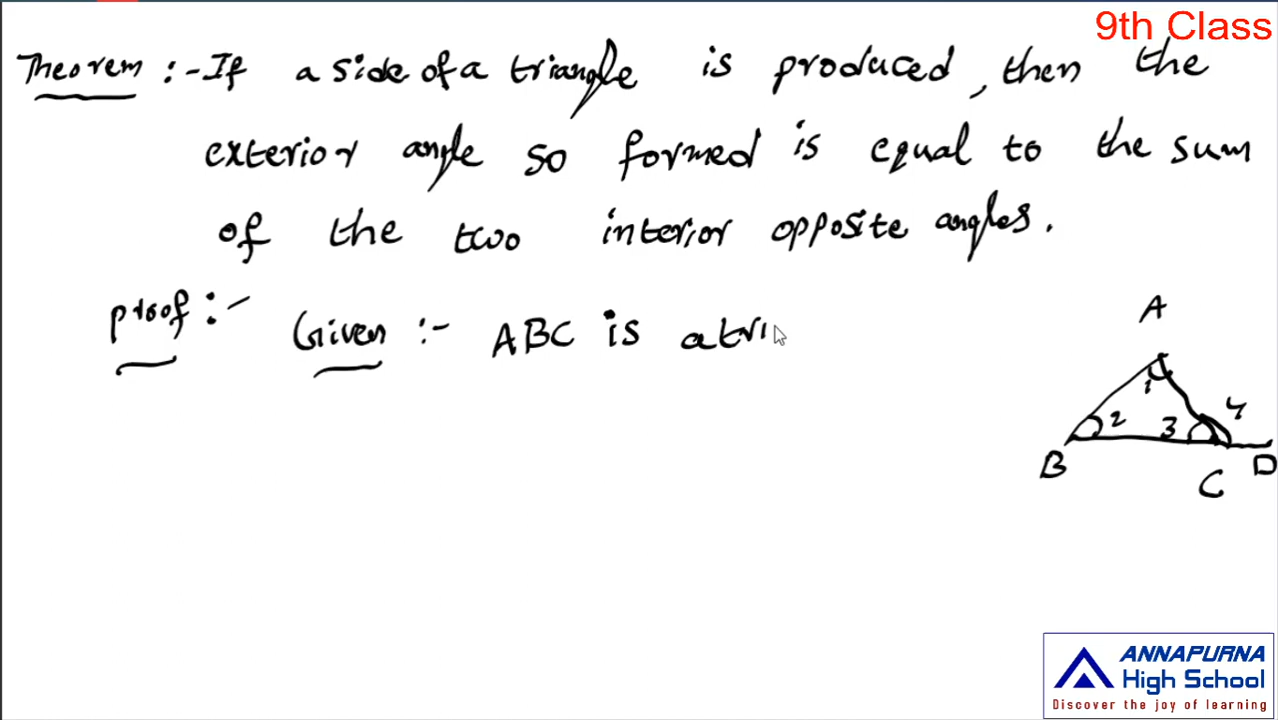 9th Class
Theorem :- If a side of a triangle is produced, then the
exterior angle so formed is equal to the sum
of the two interior opposite angles.
Proof :- Given :- ABC is a tri
A
1
2
3
4
B
C
D
ANNAPURNA
High School
Discover the joy of learning